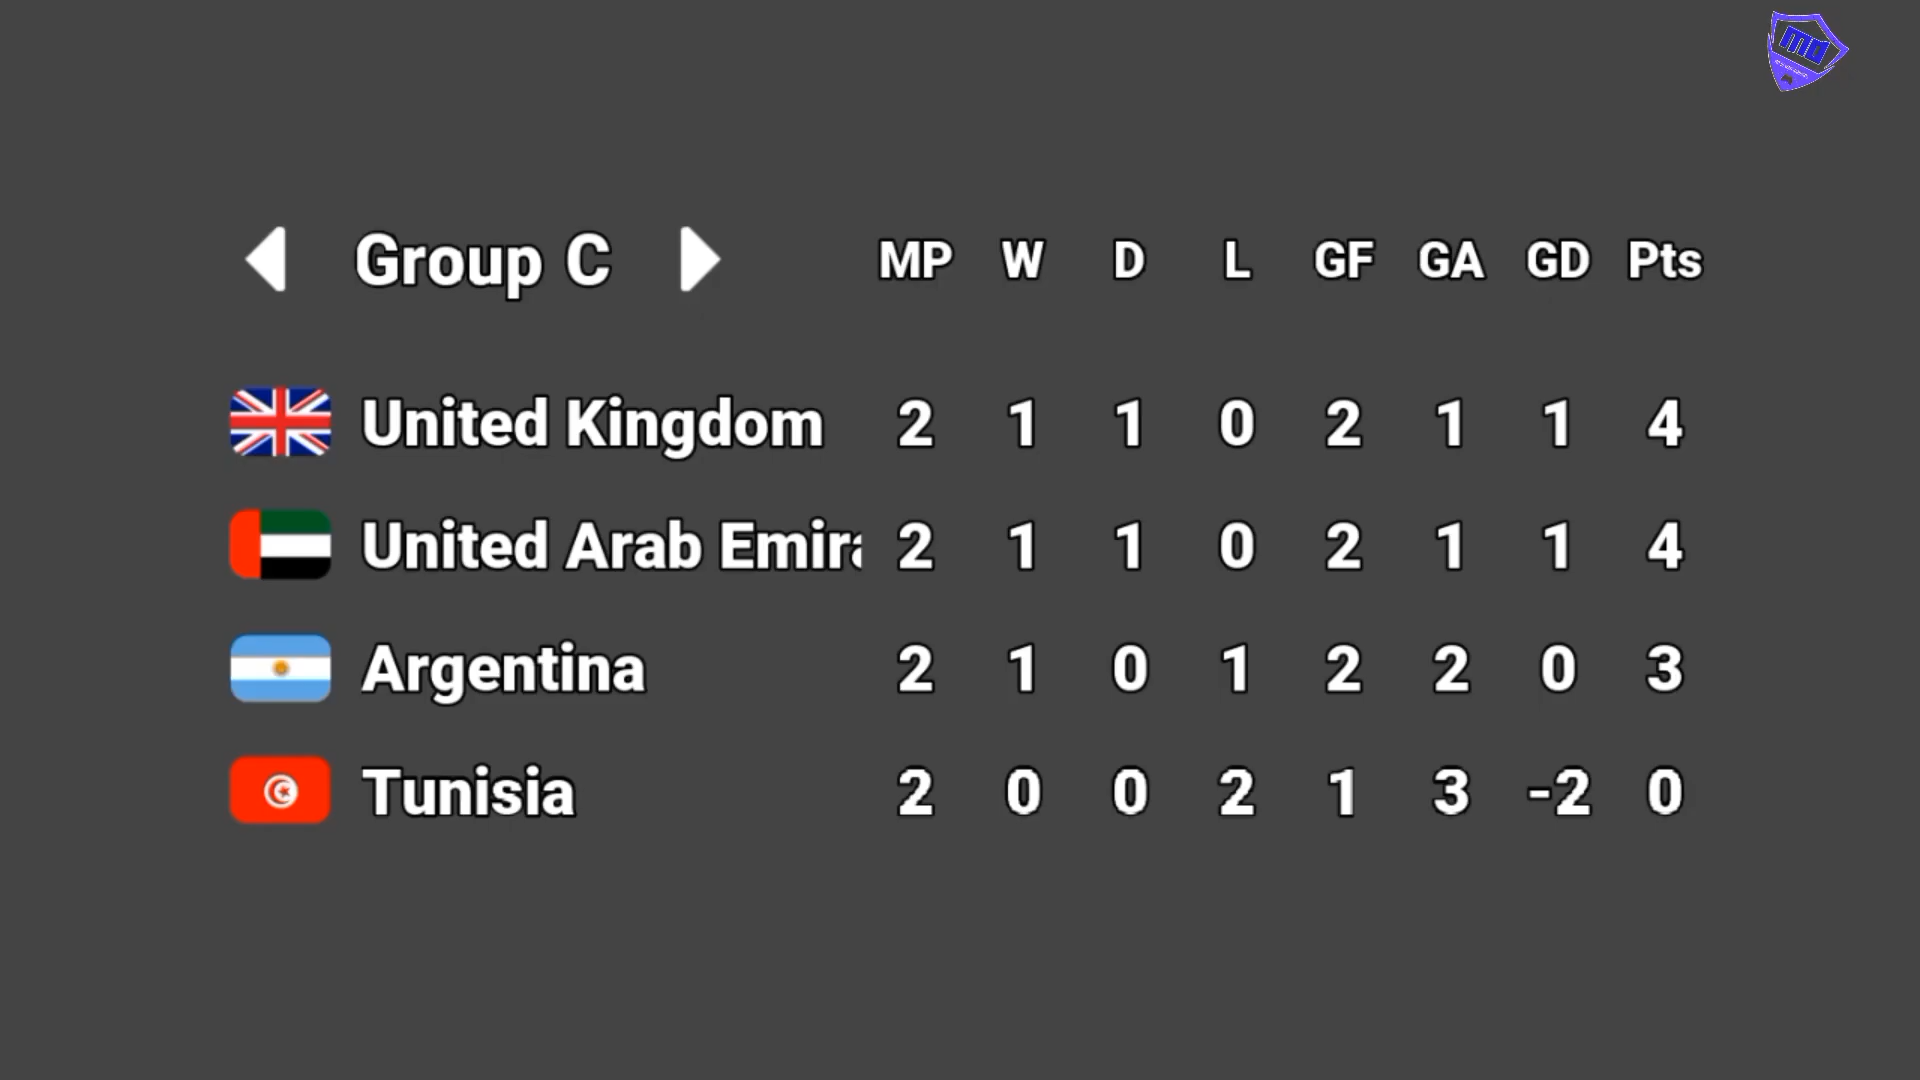 Group C MP W D L GF GA GD Pts
United Kingdom 2 1 1 0 2 1 1 4
United Arab Emira 2 1 1 0 2 1 1 4
Argentina 2 1 0 1 2 2 0 3
Tunisia 2 0 0 2 1 3 -2 0